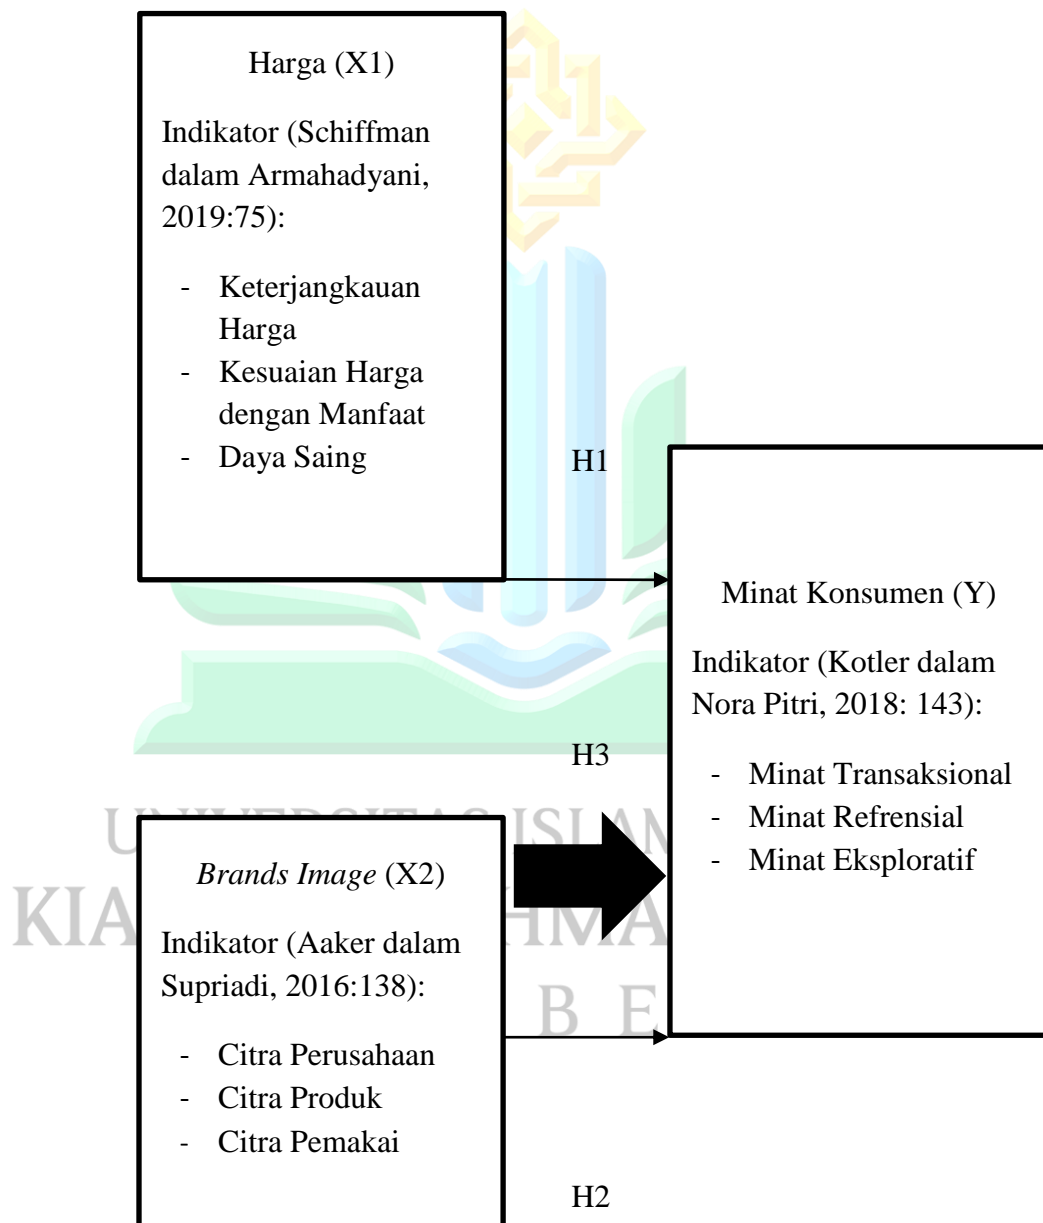 Harga (X1)
Indikator (Schiffman
dalam Armahadyani,
2019:75):
- Keterjangkauan
Harga
- Kesuaian Harga
dengan Manfaat
- Daya Saing
H1
Minat Konsumen (Y)
Indikator (Kotler dalam
Nora Pitri, 2018: 143):
- Minat Transaksional
- Minat Refrensial
- Minat Eksploratif
H3
Brands Image (X2)
Indikator (Aaker dalam
Supriadi, 2016:138):
- Citra Perusahaan
- Citra Produk
- Citra Pemakai
H2